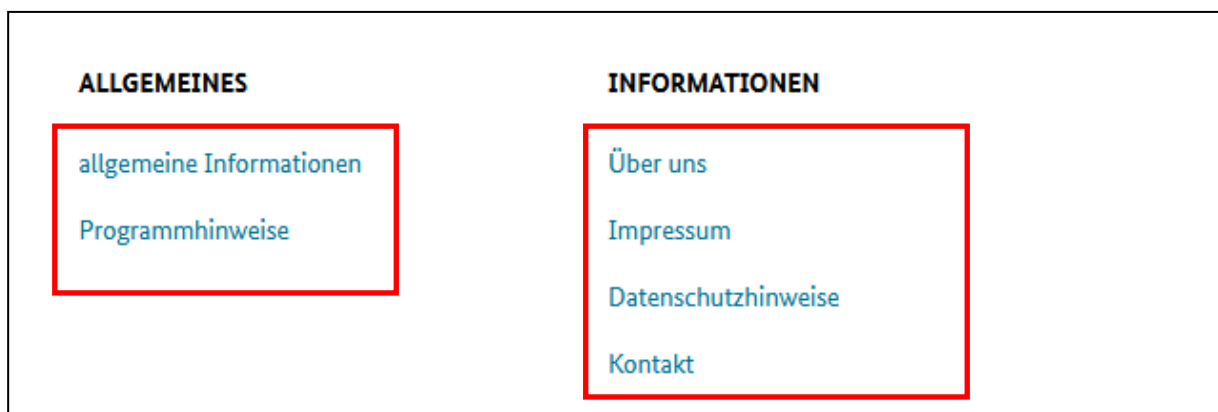 ALLGEMEINES
allgemeine Informationen
Programmhinweise
INFORMATIONEN
Über uns
Impressum
Datenschutzhinweise
Kontakt